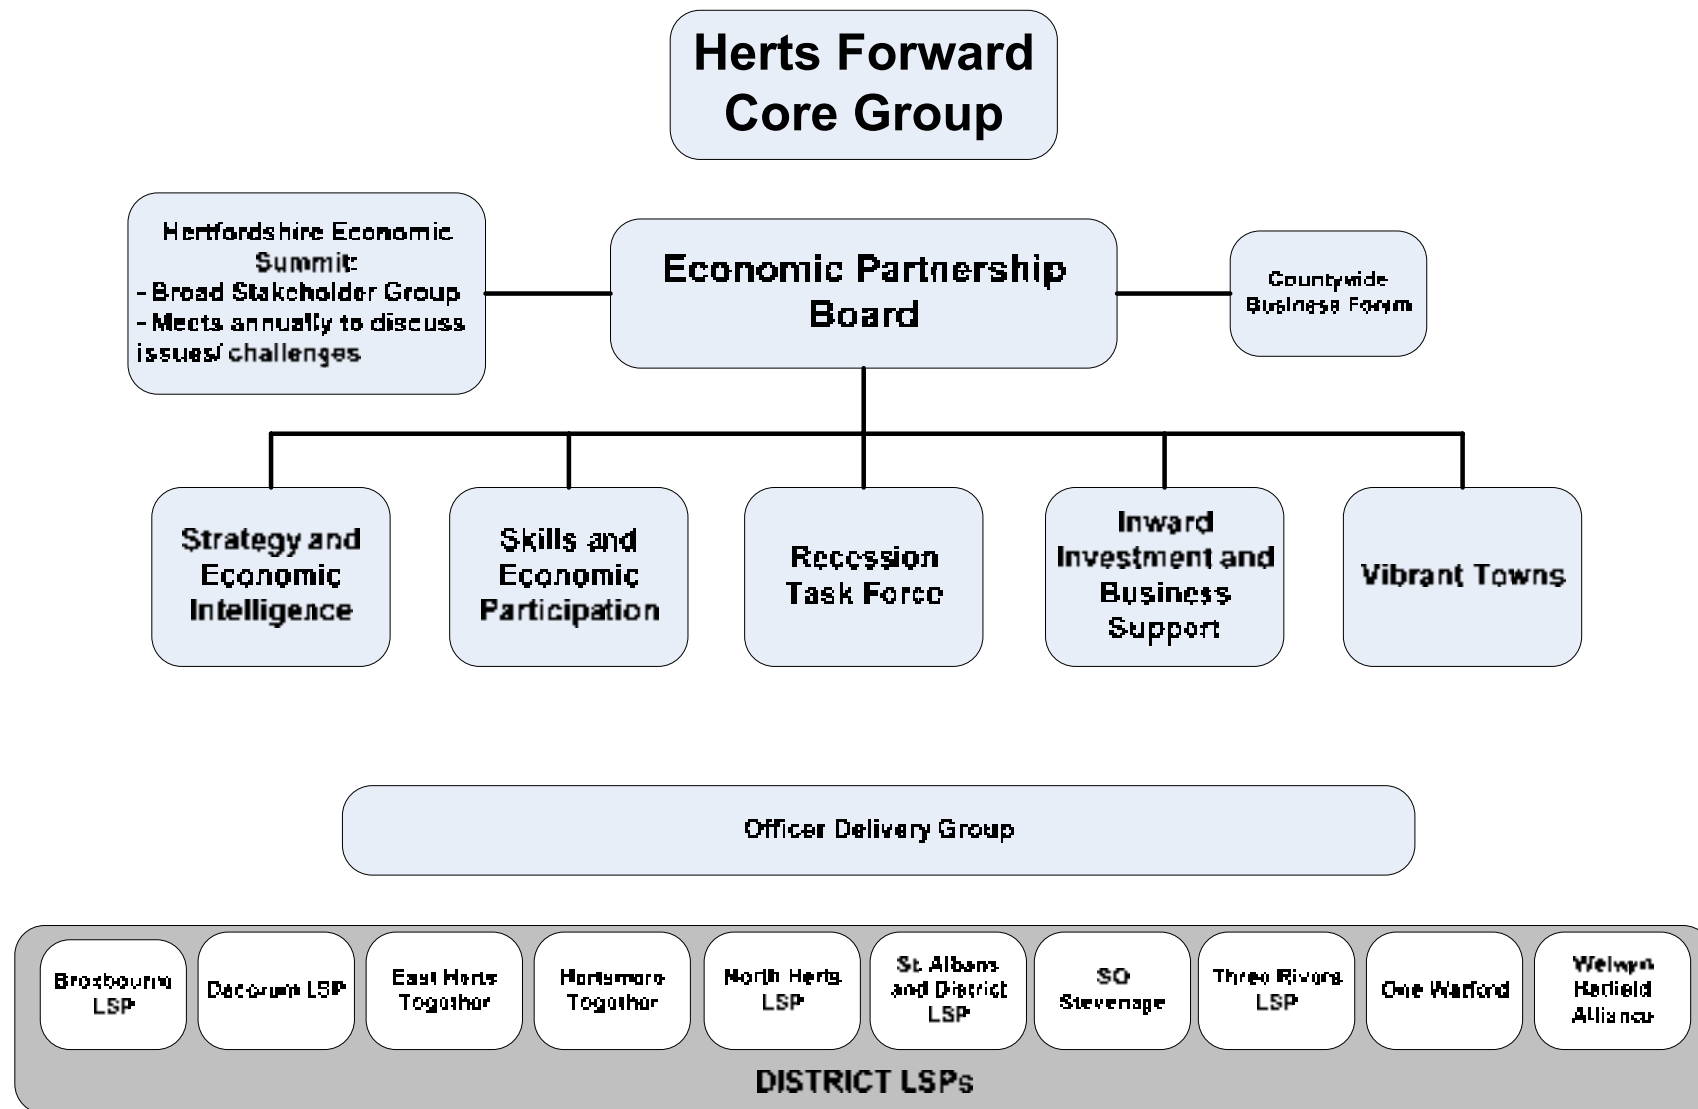 Herts Forward
Core Group
Hertfordshire Economic
Summit:
- Broad Stakeholder Group
- Meets annually to discuss
issues/ challenges
Economic Partnership
Board
Countywide
Business Forum
Strategy and
Economic
Intelligence
Skills and
Economic
Participation
Recession
Task Force
Inward
Investment and
Business
Support
Vibrant Towns
Officer Delivery Group
Broxbourne
LSP
Dacorum LSP
East Herts
Together
Hertsmere
Together
North Herts
LSP
St. Albans
and District
LSP
SO
Stevenage
Three Rivers
LSP
One Watford
Welwyn
Hatfield
Alliance
DISTRICT LSPs